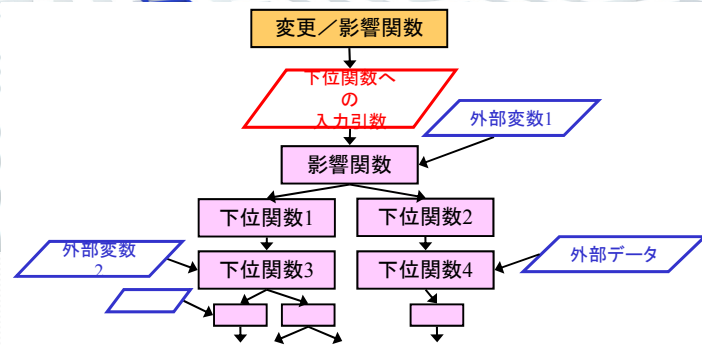 変更／影響関数
下位関数へ
の
入力引数
外部変数1
影響関数
下位関数1
下位関数2
外部変数
2
下位関数3
下位関数4
外部データ